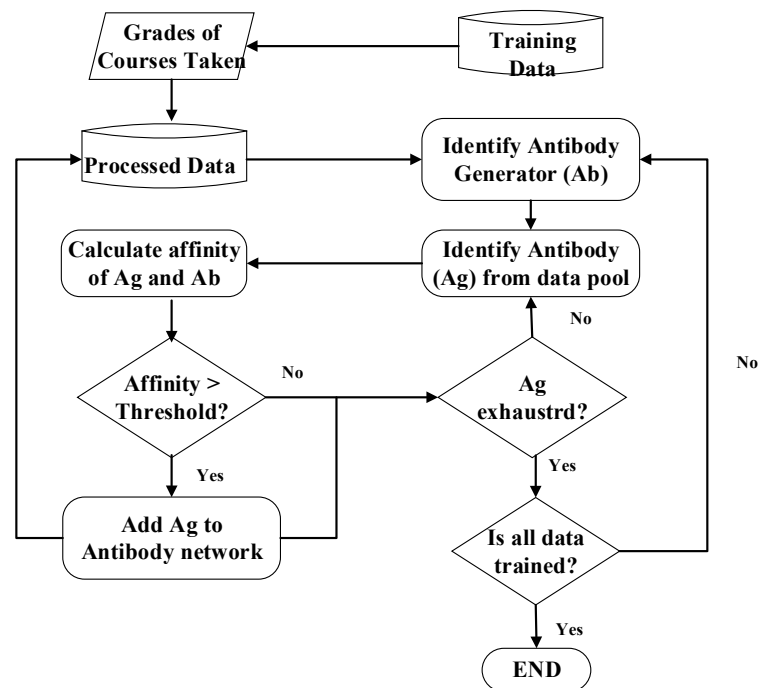 Grades of
Courses Taken
Training
Data
Processed Data
Identify Antibody
Generator (Ab)
Calculate affinity
of Ag and Ab
Identify Antibody
(Ag) from data pool
No
Affinity >
Threshold?
No
Ag
exhaustrd?
No
Yes
Yes
Add Ag to
Antibody network
Is all data
trained?
Yes
END